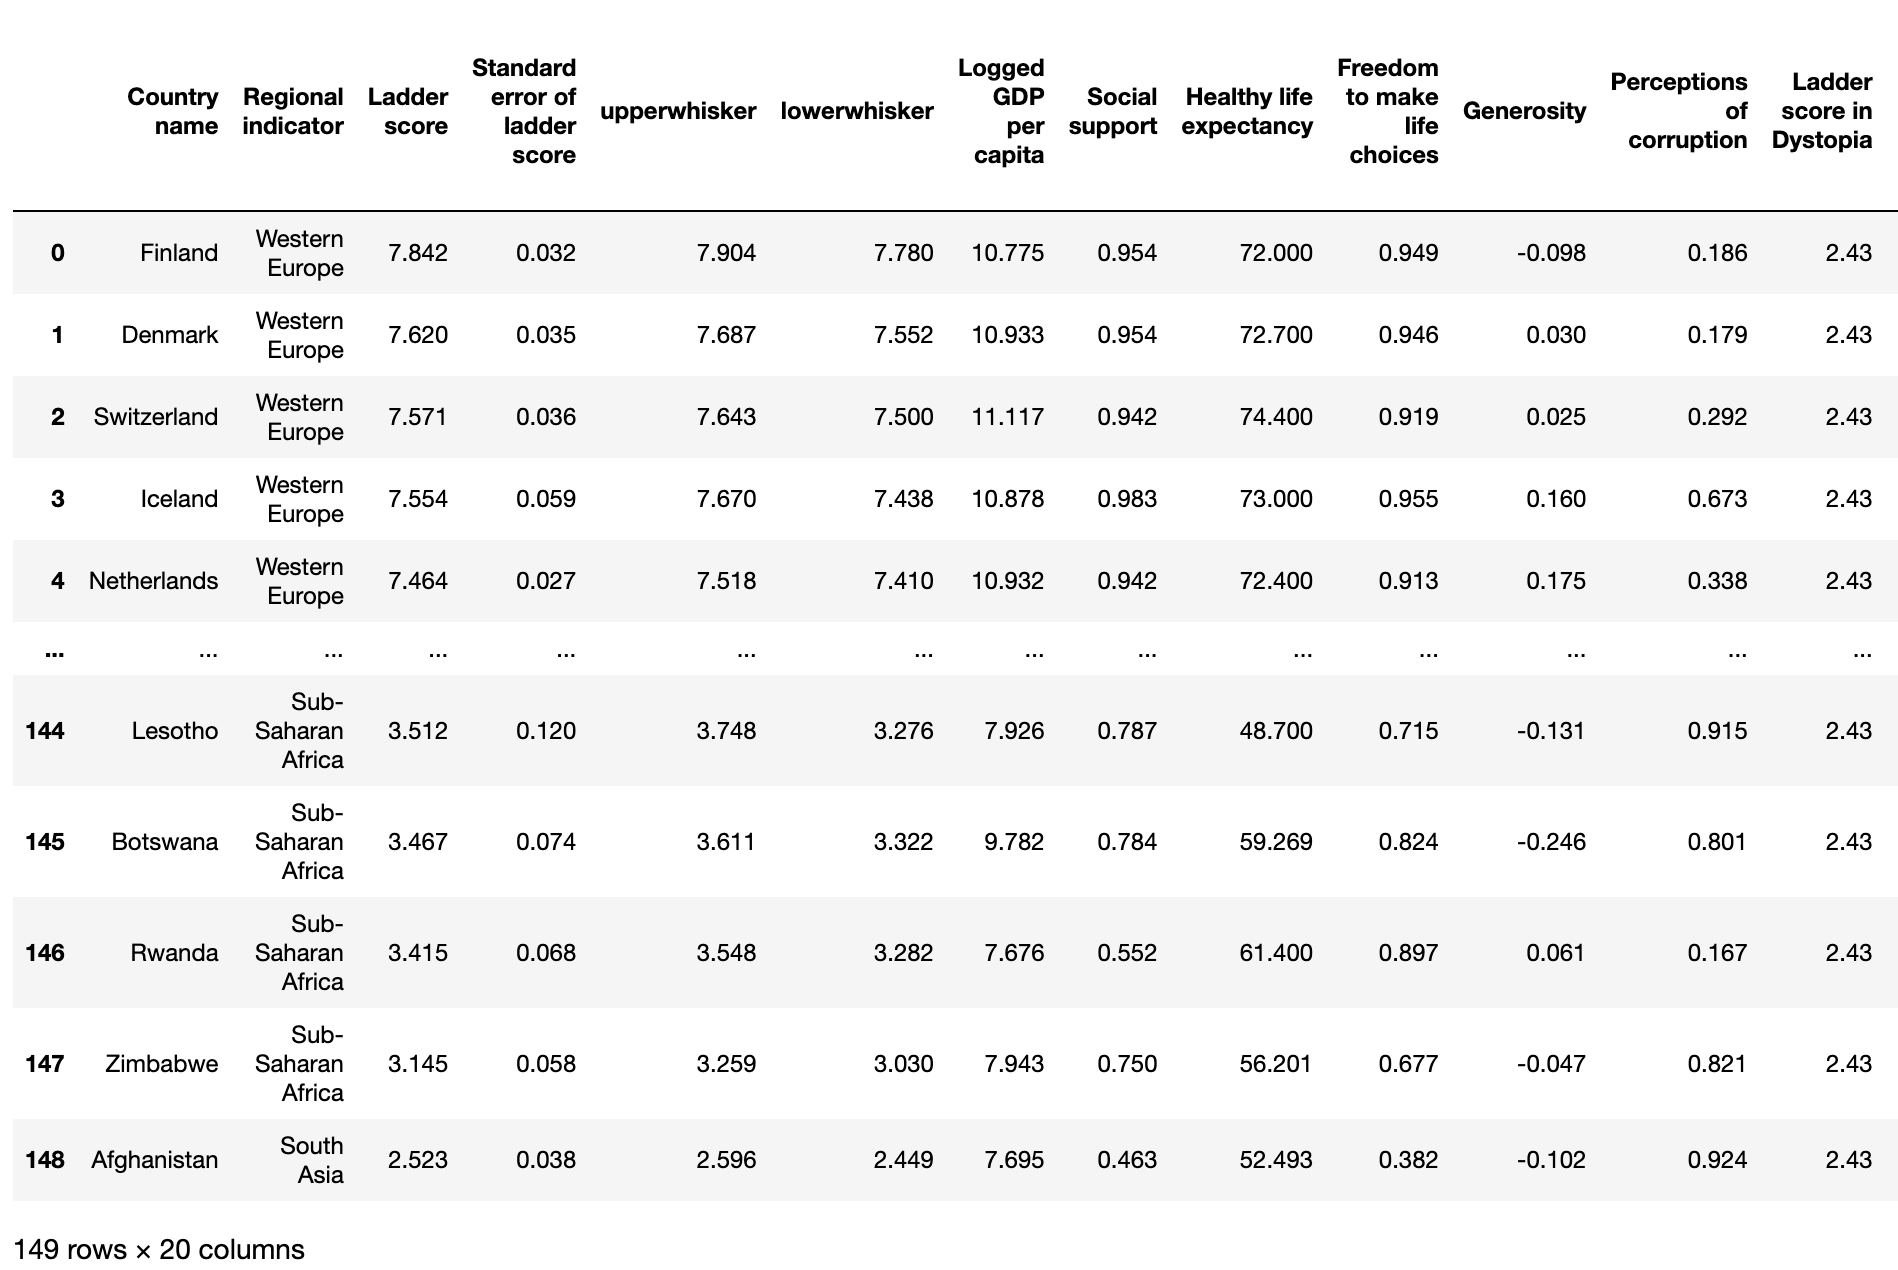 Country name Regional indicator Ladder score Standard error of ladder score upperwhisker lowerwhisker Logged GDP per capita Social support Healthy life expectancy Freedom to make life choices Generosity Perceptions of corruption Ladder score in Dystopia
0 Finland Western Europe 7.842 0.032 7.904 7.780 10.775 0.954 72.000 0.949 -0.098 0.186 2.43
1 Denmark Western Europe 7.620 0.035 7.687 7.552 10.933 0.954 72.700 0.946 0.030 0.179 2.43
2 Switzerland Western Europe 7.571 0.036 7.643 7.500 11.117 0.942 74.400 0.919 0.025 0.292 2.43
3 Iceland Western Europe 7.554 0.059 7.670 7.438 10.878 0.983 73.000 0.955 0.160 0.673 2.43
4 Netherlands Western Europe 7.464 0.027 7.518 7.410 10.932 0.942 72.400 0.913 0.175 0.338 2.43
... ... ... ... ... ... ... ... ... ... ... ... ... ...
144 Lesotho Sub-Saharan Africa 3.512 0.120 3.748 3.276 7.926 0.787 48.700 0.715 -0.131 0.915 2.43
145 Botswana Sub-Saharan Africa 3.467 0.074 3.611 3.322 9.782 0.784 59.269 0.824 -0.246 0.801 2.43
146 Rwanda Sub-Saharan Africa 3.415 0.068 3.548 3.282 7.676 0.552 61.400 0.897 0.061 0.167 2.43
147 Zimbabwe Sub-Saharan Africa 3.145 0.058 3.259 3.030 7.943 0.750 56.201 0.677 -0.047 0.821 2.43
148 Afghanistan South Asia 2.523 0.038 2.596 2.449 7.695 0.463 52.493 0.382 -0.102 0.924 2.43
149 rows × 20 columns